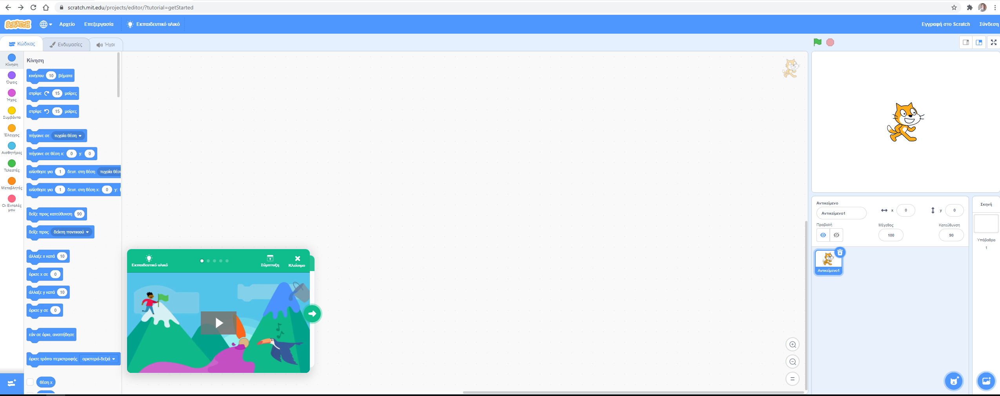 scratch.mit.edu/projects/editor/?tutorial=getStarted
SCRATCH Αρχείο Επεξεργασία Εκπαιδευτικό υλικό Εγγραφή στο Scratch Σύνδεση
Κώδικας Ενδυμασίες Ήχοι
Κίνηση
Όψεις
Ήχος
Συμβάντα
Έλεγχος
Αισθητήρες
Τελεστές
Μεταβλητές
Οι Εντολές
μου
Κίνηση
κινήσου 10 βήματα
στρίψε 15 μοίρες
στρίψε 15 μοίρες
πήγαινε σε τυχαία θέση
πήγαινε σε θέση x: 0 y: 0
ολίσθησε για 1 δευτ. στη θέση τυχαία
ολίσθησε για 1 δευτ. στη θέση x: 0 y:
δείξε προς κατεύθυνση 90
δείξε προς δείκτη ποντικιού
άλλαξε x κατά 10
όρισε x σε 0
άλλαξε y κατά 10
όρισε y σε 0
εάν σε όριο, αναπήδησε
όρισε τρόπο περιστροφής αριστερά-δεξιά
θέση x
Εκπαιδευτικό υλικό Σύμπτυξη Κλείσιμο
Αντικείμενο
Αντικείμενο1 x 0 y 0
Προβολή Μέγεθος Κατεύθυνση
100 90
Αντικείμενο1
Σκηνή
Υπόβαθρα
1